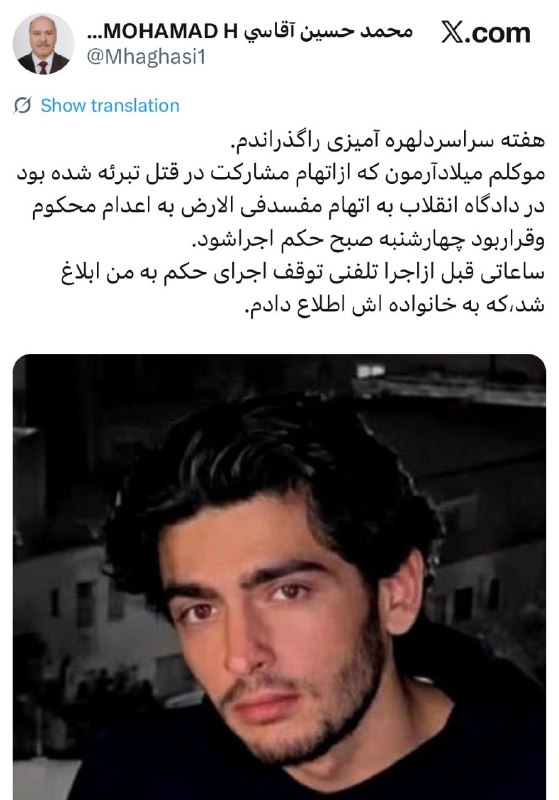 محمد حسين آقاسي MOHAMAD H...
X.com
@Mhaghasi1
Show translation
هفته سراسردلهره آمیزی راگذراندم.
موکلم میلادآرمون که ازاتهام مشارکت در قتل تبرئه شده بود
در دادگاه انقلاب به اتهام مفسدفی الارض به اعدام محکوم
وقراربود چهارشنبه صبح حکم اجراشود.
ساعاتی قبل ازاجرا تلفنی توقف اجرای حکم به من ابلاغ
شد،که به خانواده اش اطلاع دادم.